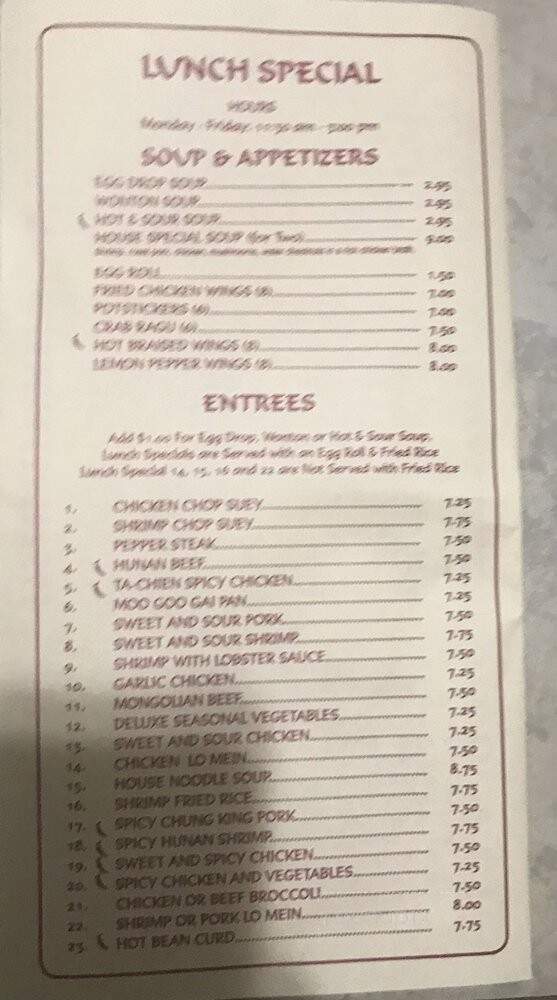 LUNCH SPECIAL
HOURS
Monday - Friday, 11:30 am - 3:00 pm
SOUP & APPETIZERS
EGG DROP SOUP 2.95
WONTON SOUP 2.95
HOT & SOUR SOUP 2.95
HOUSE SPECIAL SOUP (for Two) 9.00
EGG ROLL 1.50
FRIED CHICKEN WINGS (8) 7.00
POTSTICKERS (6) 7.00
CRAB RAGU (6) 7.50
HOT BRAISED WINGS (8) 8.00
LEMON PEPPER WINGS (8) 8.00
ENTREES
Add $1.00 For Egg Drop, Wonton or Hot & Sour Soup.
Lunch Specials are Served with an Egg Roll & Fried Rice
Lunch Special 14, 15, 16 and 22 are Not Served with Fried Rice
1. CHICKEN CHOP SUEY 7.25
2. SHRIMP CHOP SUEY 7.75
3. PEPPER STEAK 7.50
4. HUNAN BEEF 7.50
5. TA-CHIEN SPICY CHICKEN 7.25
6. MOO GOO GAI PAN 7.25
7. SWEET AND SOUR PORK 7.50
8. SWEET AND SOUR SHRIMP 7.75
9. SHRIMP WITH LOBSTER SAUCE 7.50
10. GARLIC CHICKEN 7.25
11. MONGOLIAN BEEF 7.50
12. DELUXE SEASONAL VEGETABLES 7.25
13. SWEET AND SOUR CHICKEN 7.25
14. CHICKEN LO MEIN 7.50
15. HOUSE NOODLE SOUP 8.75
16. SHRIMP FRIED RICE 7.75
17. SPICY CHUNG KING PORK 7.50
18. SPICY HUNAN SHRIMP 7.75
19. SWEET AND SPICY CHICKEN 7.50
20. SPICY CHICKEN AND VEGETABLES 7.25
21. CHICKEN OR BEEF BROCCOLI 7.50
22. SHRIMP OR PORK LO MEIN 8.00
23. HOT BEAN CURD 7.75